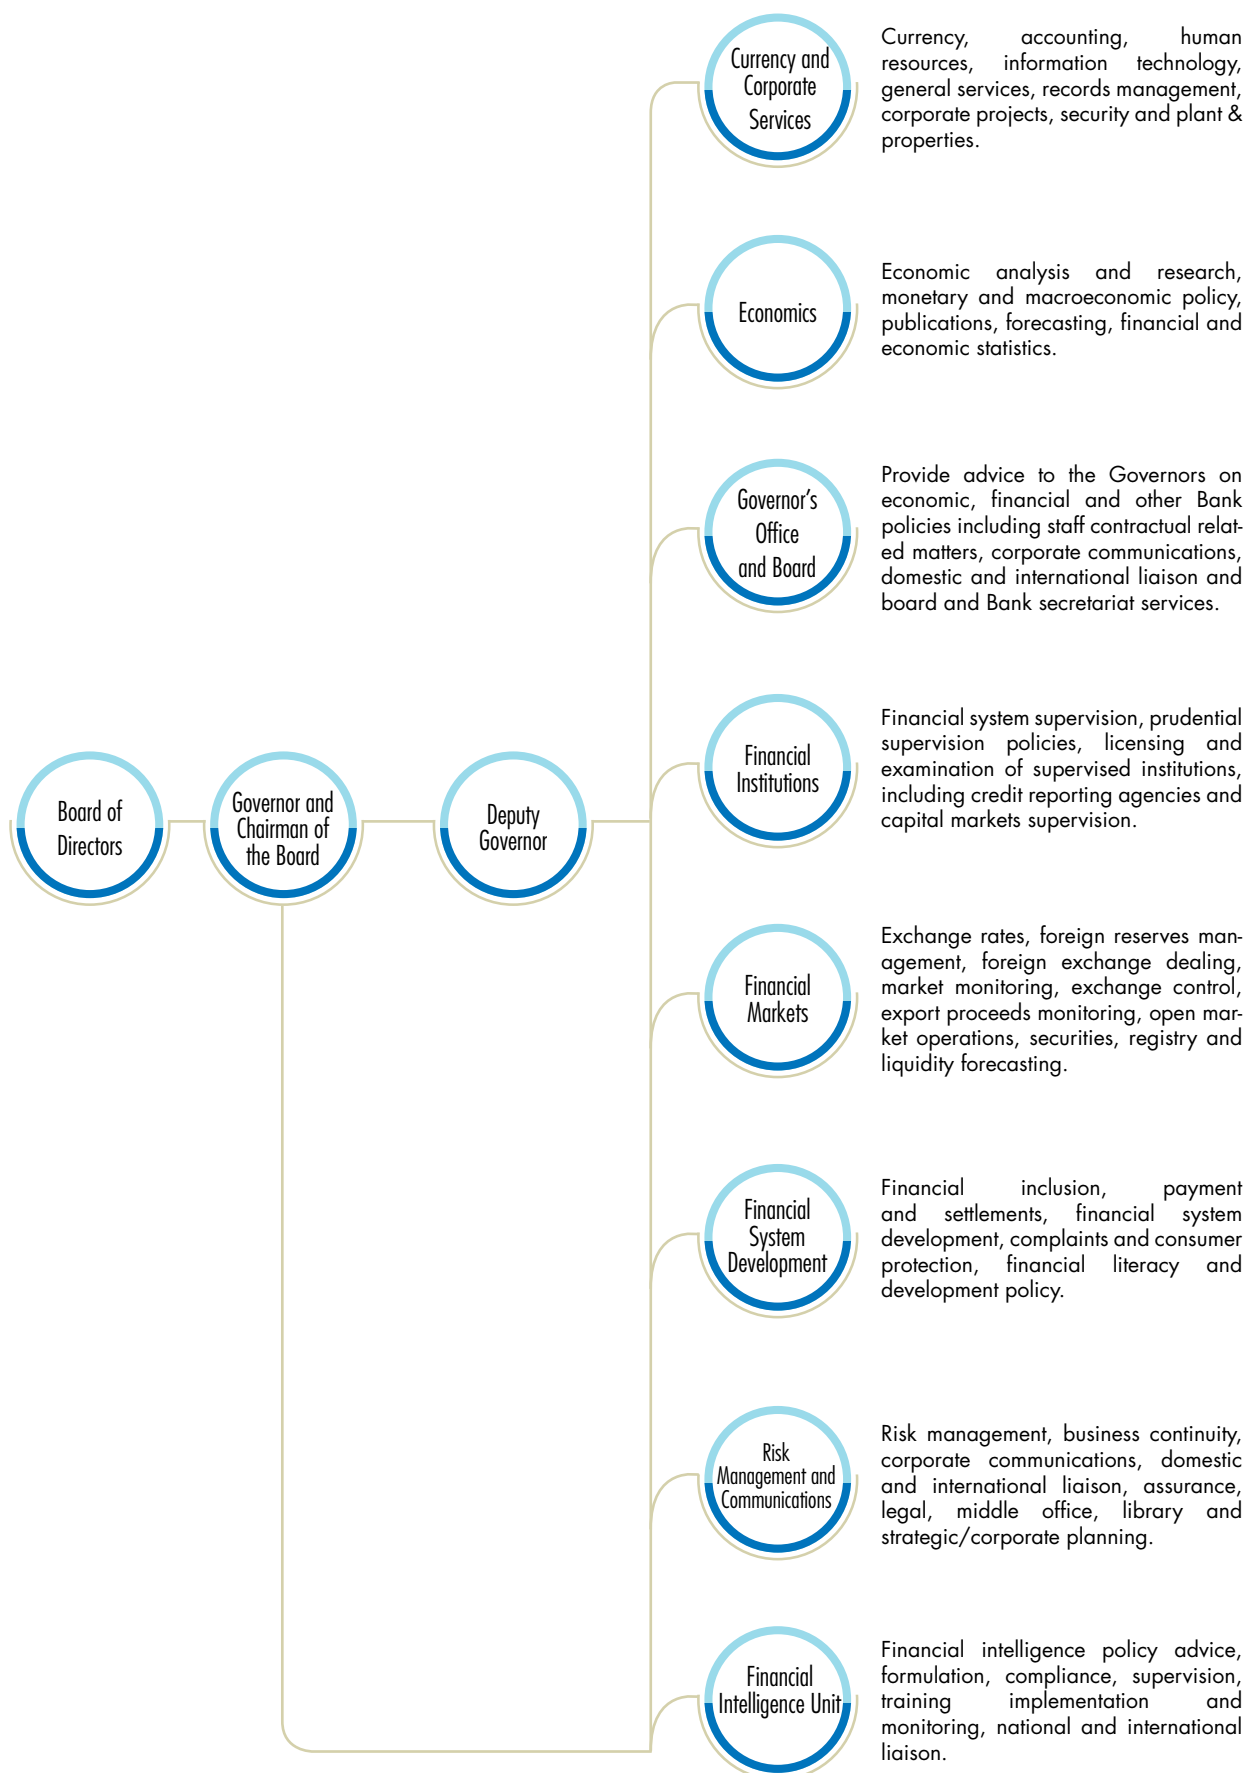 Currency and
Corporate
Services
Currency, accounting, human
resources, information technology,
general services, records management,
corporate projects, security and plant &
properties.
Economics
Economic analysis and research,
monetary and macroeconomic policy,
publications, forecasting, financial and
economic statistics.
Governor's
Office
and Board
Provide advice to the Governors on
economic, financial and other Bank
policies including staff contractual relat-
ed matters, corporate communications,
domestic and international liaison and
board and Bank secretariat services.
Financial
Institutions
Financial system supervision, prudential
supervision policies, licensing and
examination of supervised institutions,
including credit reporting agencies and
capital markets supervision.
Board of
Directors
Governor and
Chairman of
the Board
Deputy
Governor
Financial
Markets
Exchange rates, foreign reserves man-
agement, foreign exchange dealing,
market monitoring, exchange control,
export proceeds monitoring, open mar-
ket operations, securities, registry and
liquidity forecasting.
Financial
System
Development
Financial inclusion, payment
and settlements, financial system
development, complaints and consumer
protection, financial literacy and
development policy.
Risk
Management and
Communications
Risk management, business continuity,
corporate communications, domestic
and international liaison, assurance,
legal, middle office, library and
strategic/corporate planning.
Financial
Intelligence Unit
Financial intelligence policy advice,
formulation, compliance, supervision,
training implementation and
monitoring, national and international
liaison.